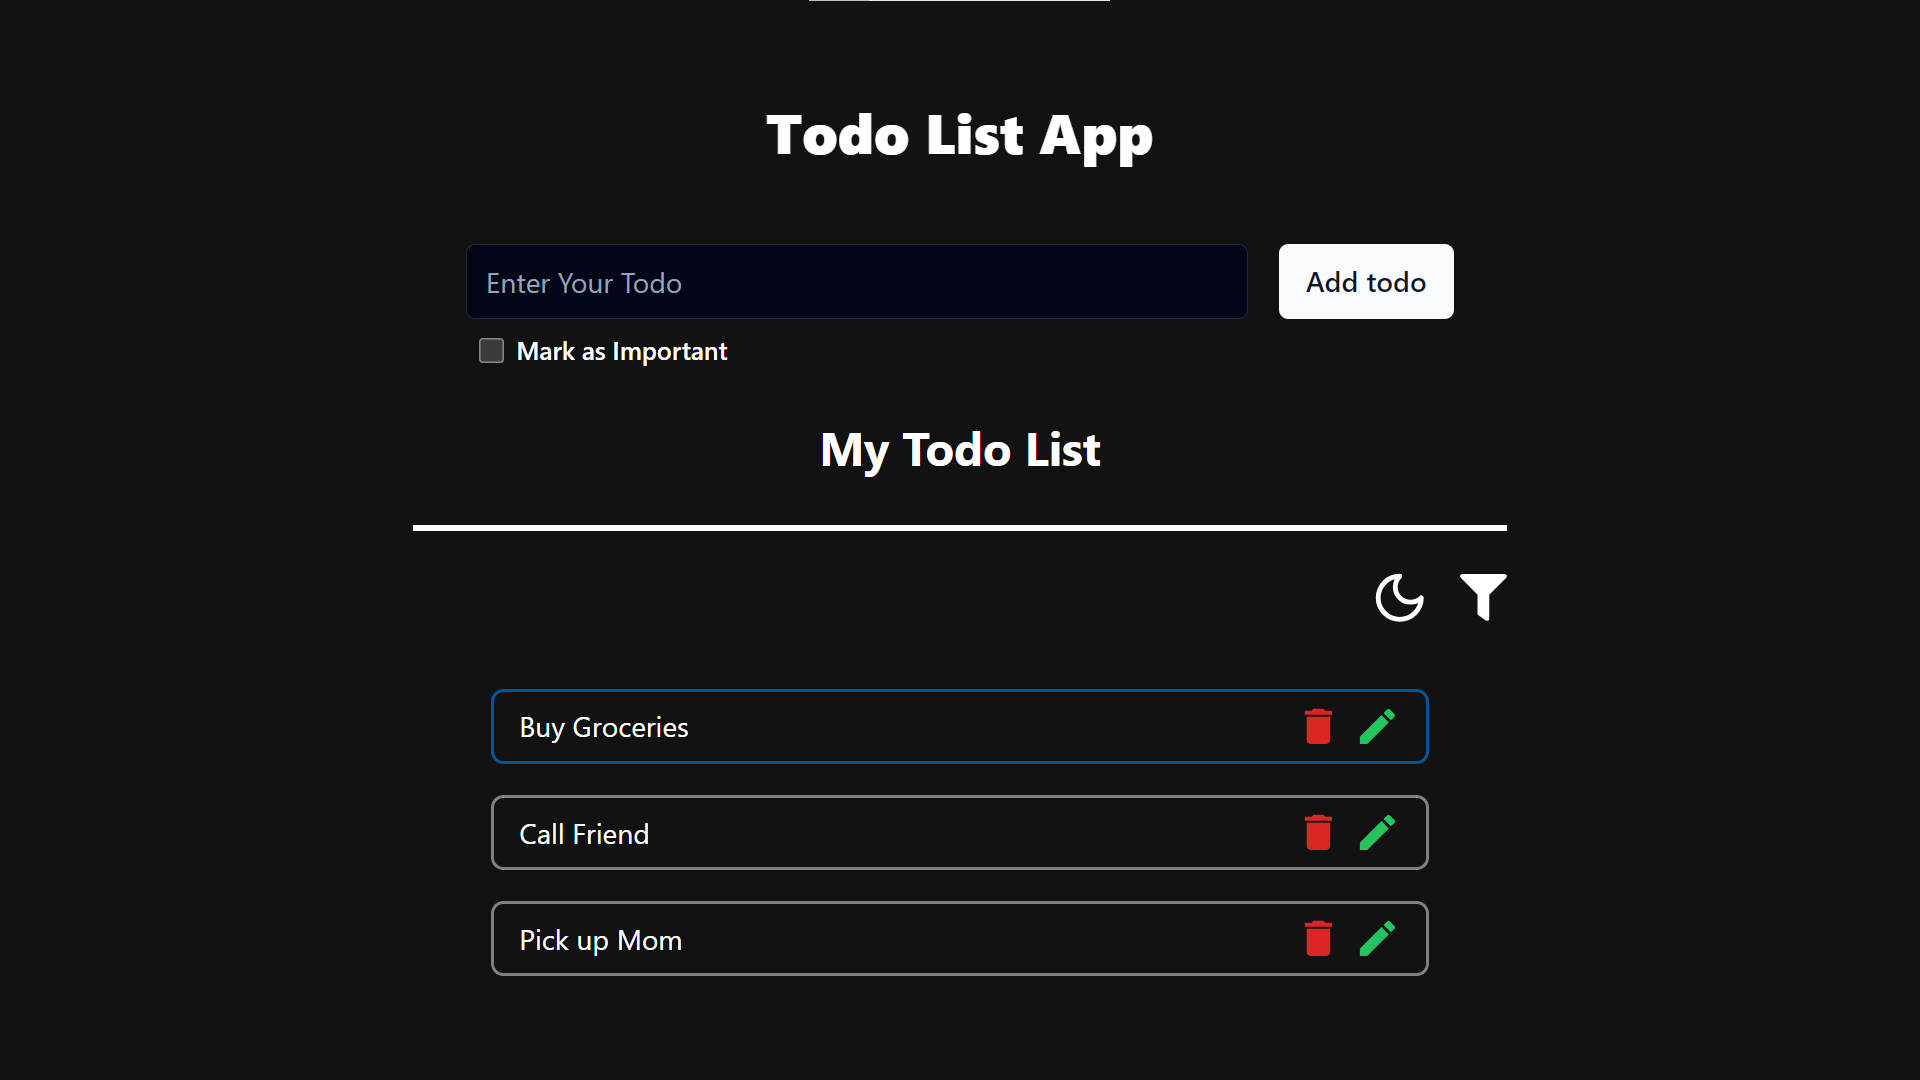 Todo List App
Enter Your Todo
Add todo
Mark as Important
My Todo List
Buy Groceries
Call Friend
Pick up Mom